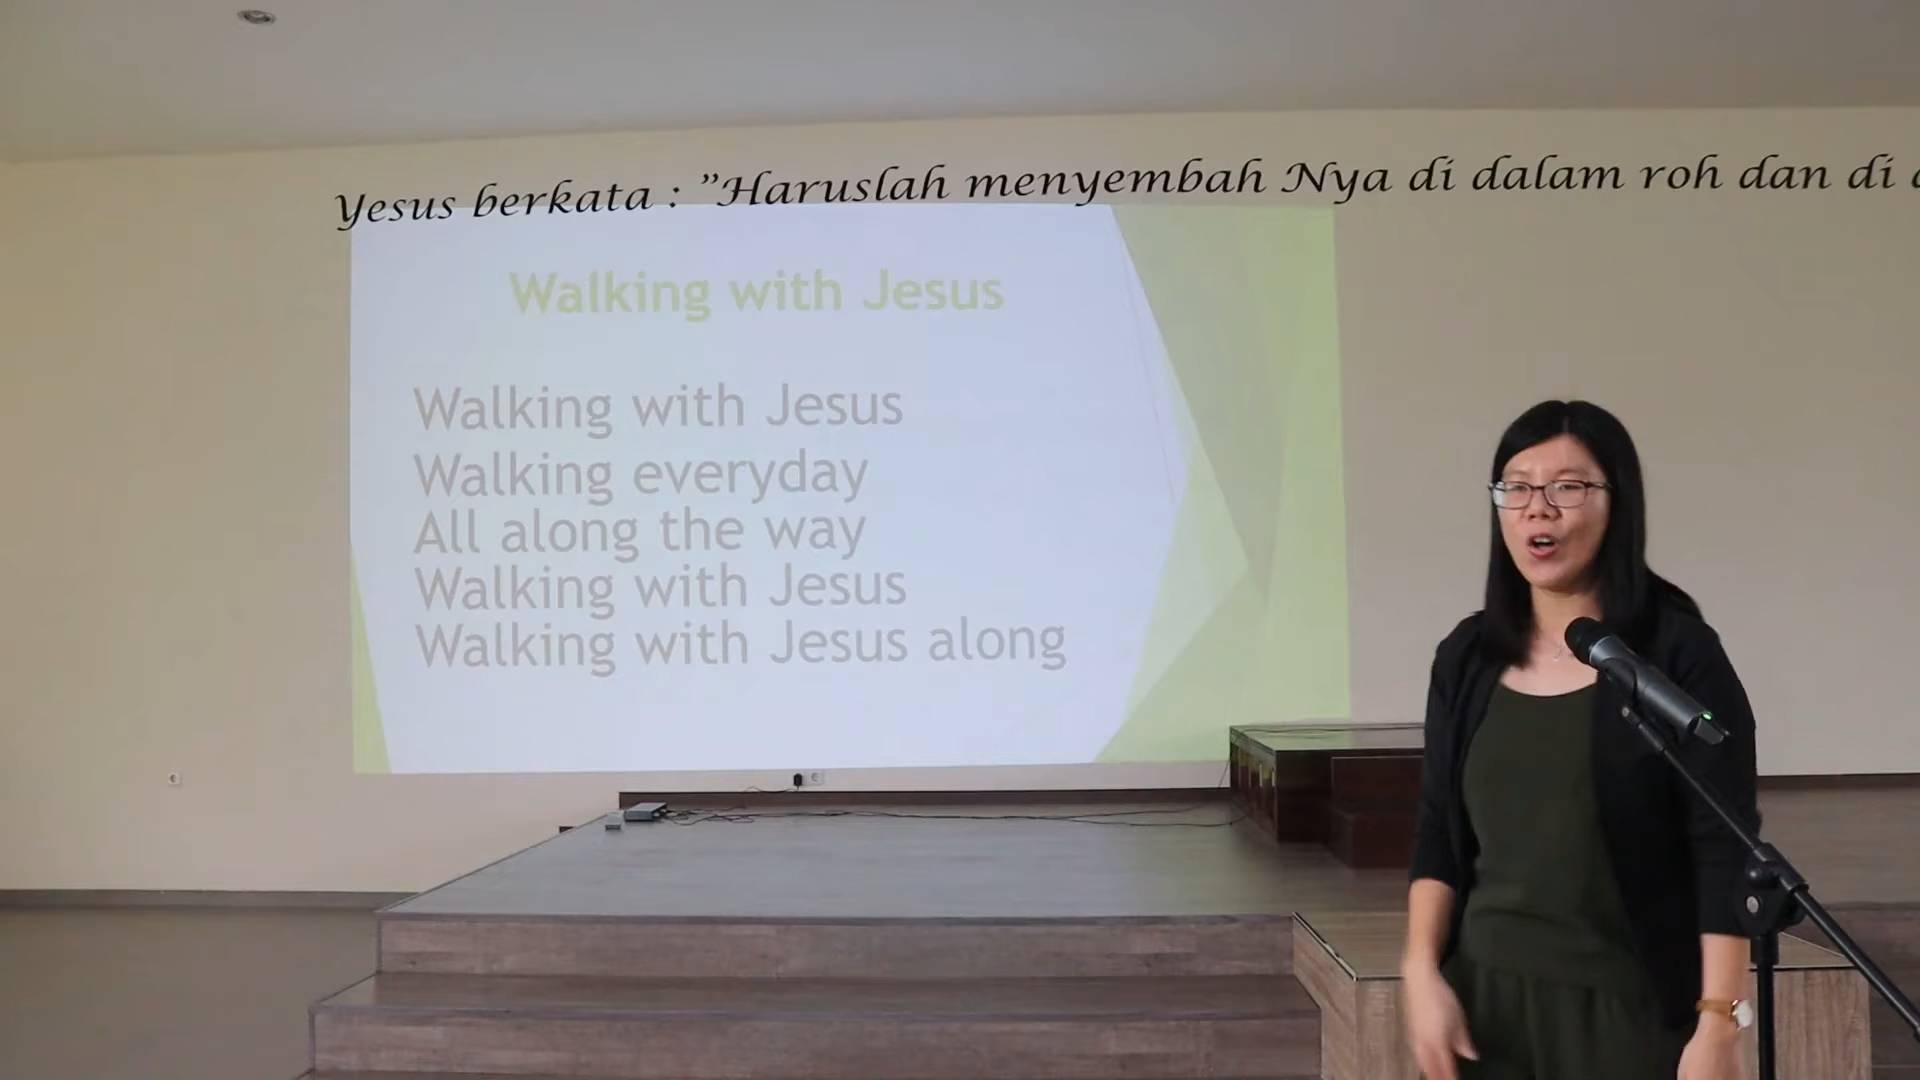 Yesus berkata : "Haruslah menyembah Nya di dalam roh dan di
Walking with Jesus
Walking with Jesus
Walking everyday
All along the way
Walking with Jesus
Walking with Jesus along